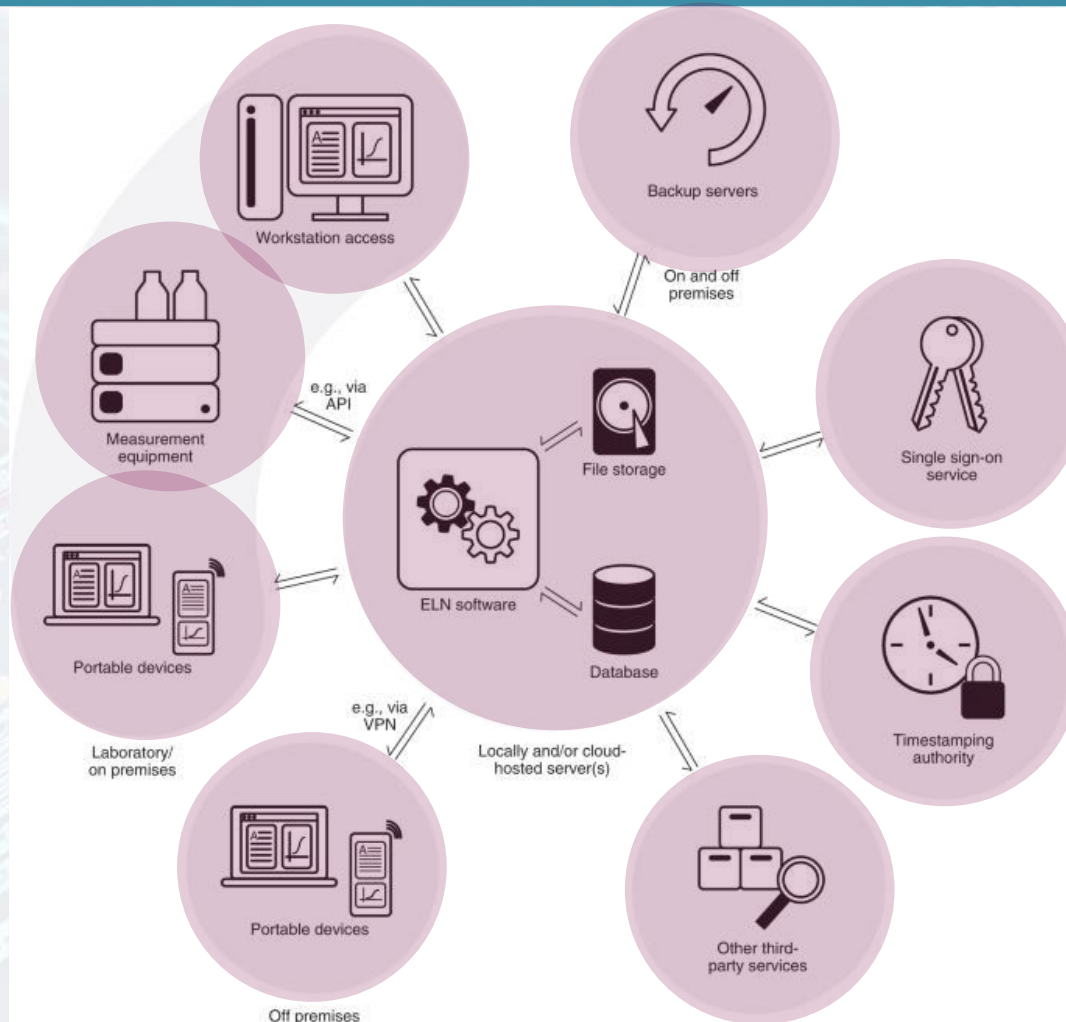 Workstation access
Backup servers
On and off
premises
Measurement
equipment
e.g., via
API
File storage
Single sign-on
service
ELN software
Portable devices
Database
Laboratory/
on premises
e.g., via
VPN
Locally and/or cloud-
hosted server(s)
Timestamping
authority
Portable devices
Off premises
Other third-
party services